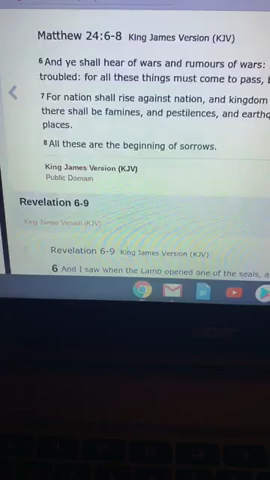 Matthew 24:6-8 King James Version (KJV)
6 And ye shall hear of wars and rumours of wars:
troubled: for all these things must come to pass,
7 For nation shall rise against nation, and kingdom
there shall be famines, and pestilences, and earthq
places.
8 All these are the beginning of sorrows.
King James Version (KJV)
Public Domain
Revelation 6-9
King James Version (KJV)
Revelation 6-9 King James Version (KJV)
6 And I saw when the Lamb opened one of the seals, a